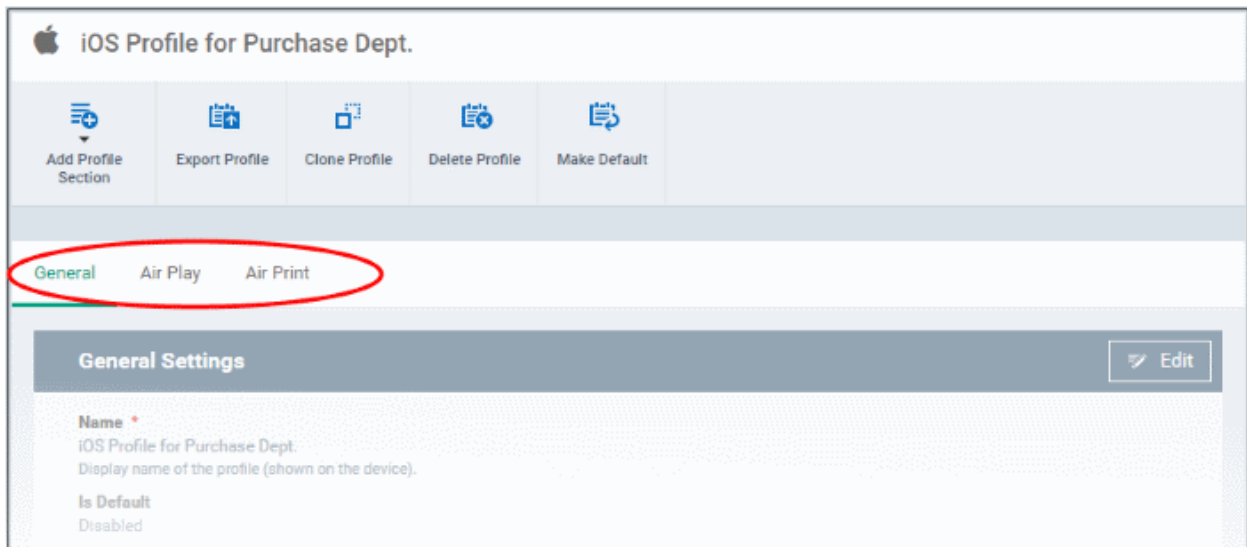 iOS Profile for Purchase Dept.
Add Profile
Section
Export Profile
Clone Profile
Delete Profile
Make Default
General
Air Play
Air Print
General Settings
Edit
Name *
iOS Profile for Purchase Dept.
Display name of the profile (shown on the device).
Is Default
Disabled